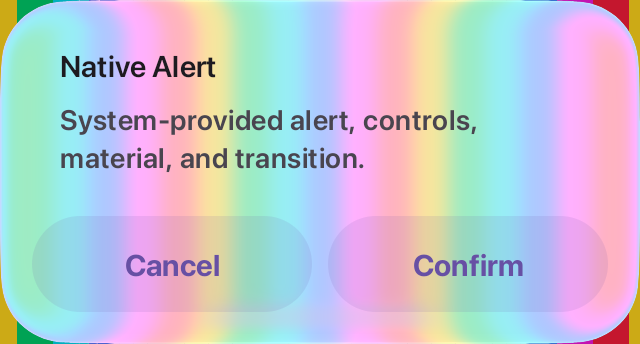 Native Alert
System-provided alert, controls,
material, and transition.
Cancel Confirm